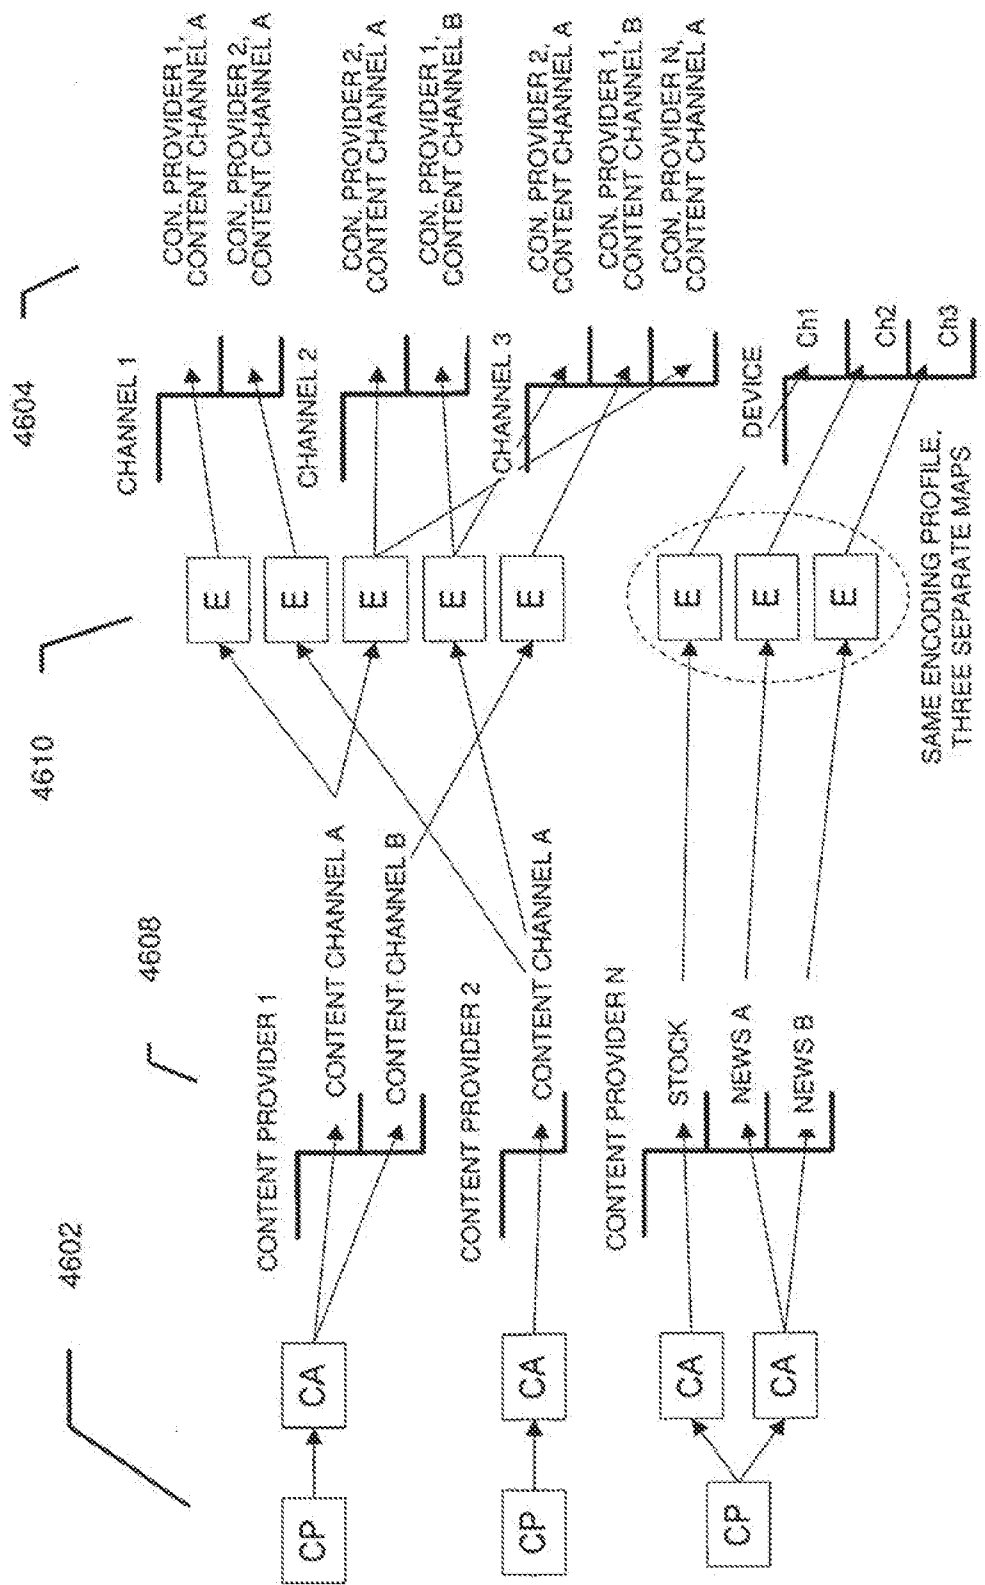 4602
4608
4610
4604
CP
CA
CONTENT PROVIDER 1
CONTENT CHANNEL A
CONTENT CHANNEL B
CP
CA
CONTENT PROVIDER 2
CONTENT CHANNEL A
CP
CA
CA
CONTENT PROVIDER N
STOCK
NEWS A
NEWS B
E
E
E
E
E
E
E
E
SAME ENCODING PROFILE,
THREE SEPARATE MAPS
CHANNEL 1
CON. PROVIDER 1,
CONTENT CHANNEL A
CON. PROVIDER 2,
CONTENT CHANNEL A
CHANNEL 2
CON. PROVIDER 2,
CONTENT CHANNEL A
CON. PROVIDER 1,
CONTENT CHANNEL B
CHANNEL 3
CON. PROVIDER 2,
CONTENT CHANNEL A
CON. PROVIDER 1,
CONTENT CHANNEL B
CON. PROVIDER N,
CONTENT CHANNEL A
DEVICE
Ch1
Ch2
Ch3